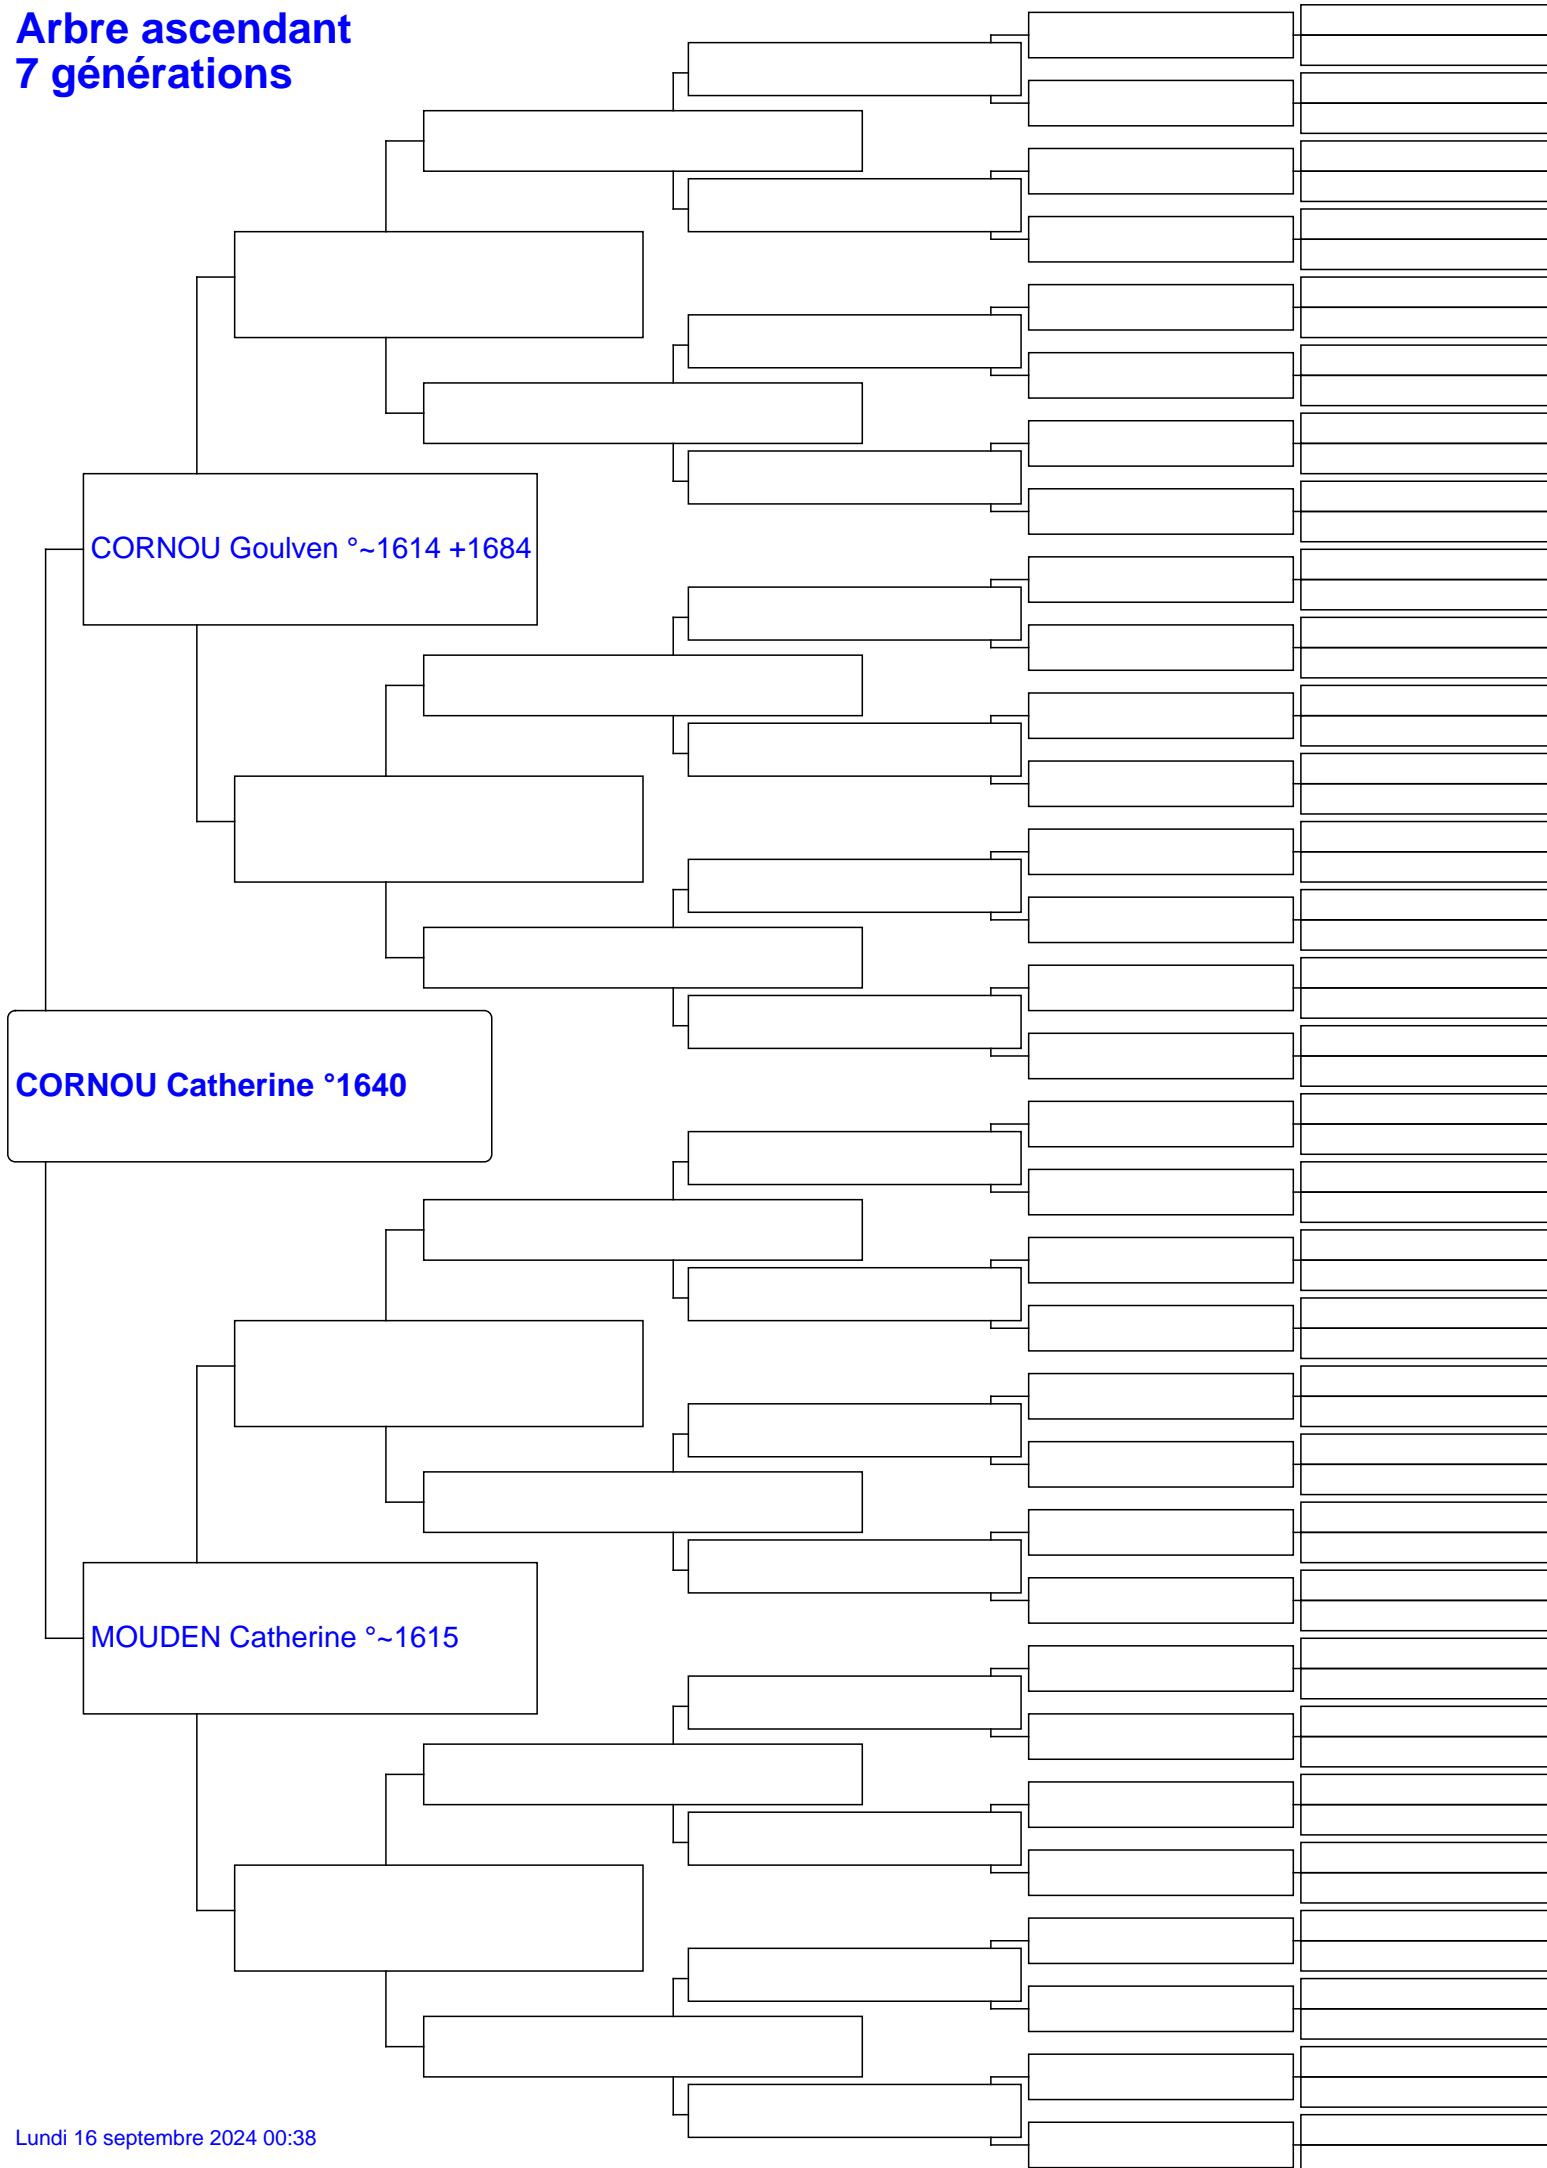 Arbre ascendant
7 générations
CORNOU Goulven °~1614 +1684
CORNOU Catherine °1640
MOUDEN Catherine °~1615
Lundi 16 septembre 2024 00:38